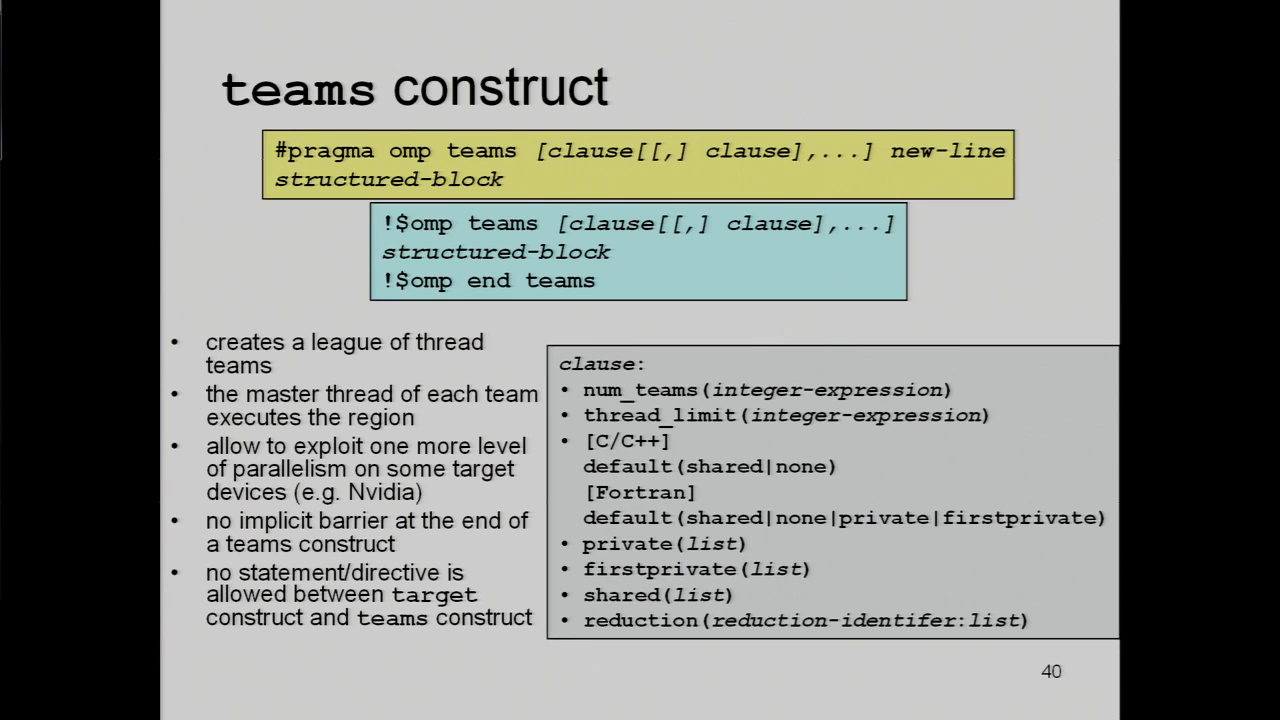 teams construct
#pragma omp teams [clause[[,] clause],...] new-line
structured-block
!$omp teams [clause[[,] clause],...]
structured-block
!$omp end teams
• creates a league of thread
teams
• the master thread of each team
executes the region
• allow to exploit one more level
of parallelism on some target
devices (e.g. Nvidia)
• no implicit barrier at the end of
a teams construct
• no statement/directive is
allowed between target
construct and teams construct
clause:
• num_teams(integer-expression)
• thread_limit(integer-expression)
• [C/C++]
default(shared|none)
[Fortran]
default(shared|none|private|firstprivate)
• private(list)
• firstprivate(list)
• shared(list)
• reduction(reduction-identifer:list)
40